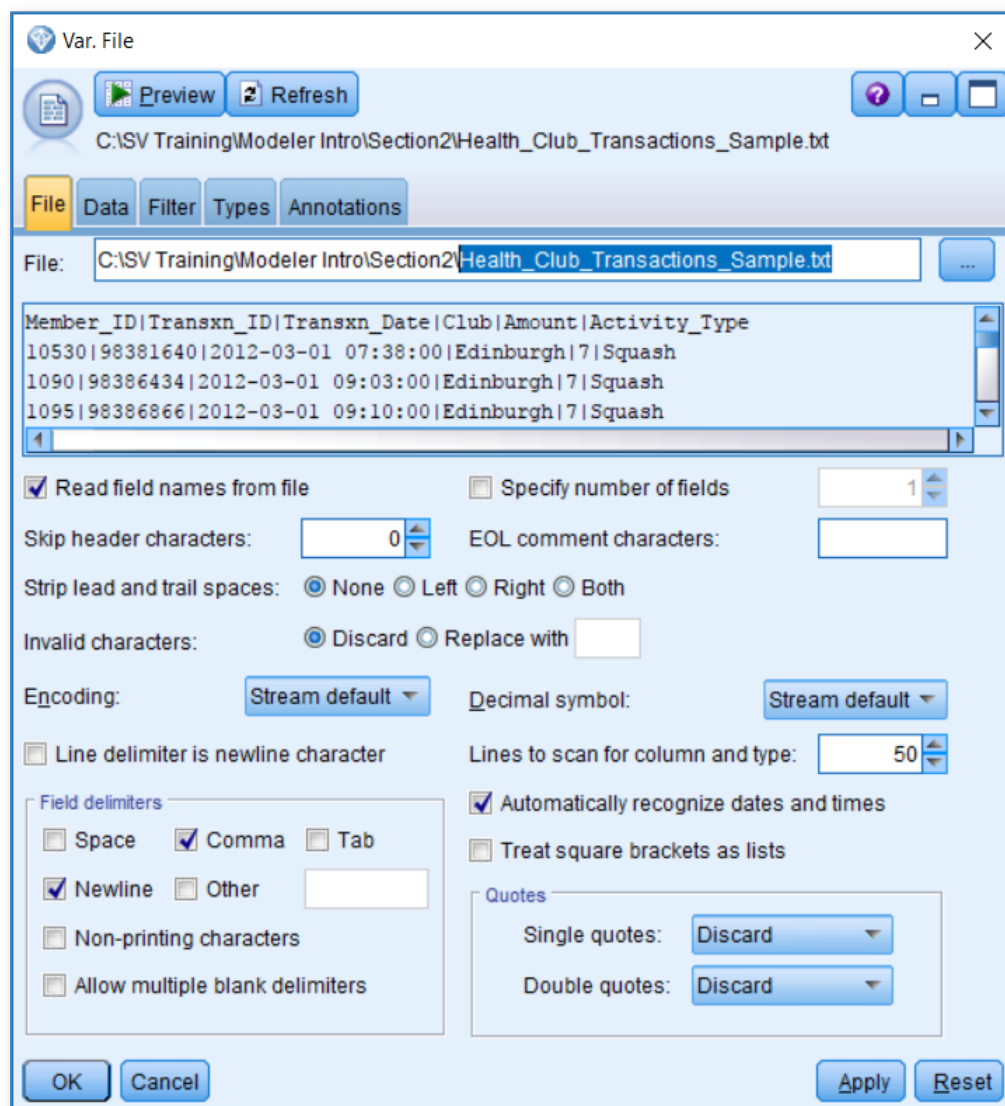 Var. File
Preview Refresh
C:\SV Training\Modeler Intro\Section2\Health_Club_Transactions_Sample.txt
File Data Filter Types Annotations
File: C:\SV Training\Modeler Intro\Section2\Health_Club_Transactions_Sample.txt ...
Member_ID|Transxn_ID|Transxn_Date|Club|Amount|Activity_Type
10530|98381640|2012-03-01 07:38:00|Edinburgh|7|Squash
1090|98386434|2012-03-01 09:03:00|Edinburgh|7|Squash
1095|98386866|2012-03-01 09:10:00|Edinburgh|7|Squash
Read field names from file Specify number of fields 1
Skip header characters: 0 EOL comment characters:
Strip lead and trail spaces: None Left Right Both
Invalid characters: Discard Replace with
Encoding: Stream default Decimal symbol: Stream default
Line delimiter is newline character Lines to scan for column and type: 50
Field delimiters
Space Comma Tab
Newline Other
Non-printing characters
Allow multiple blank delimiters
Automatically recognize dates and times
Treat square brackets as lists
Quotes
Single quotes: Discard
Double quotes: Discard
OK Cancel Apply Reset